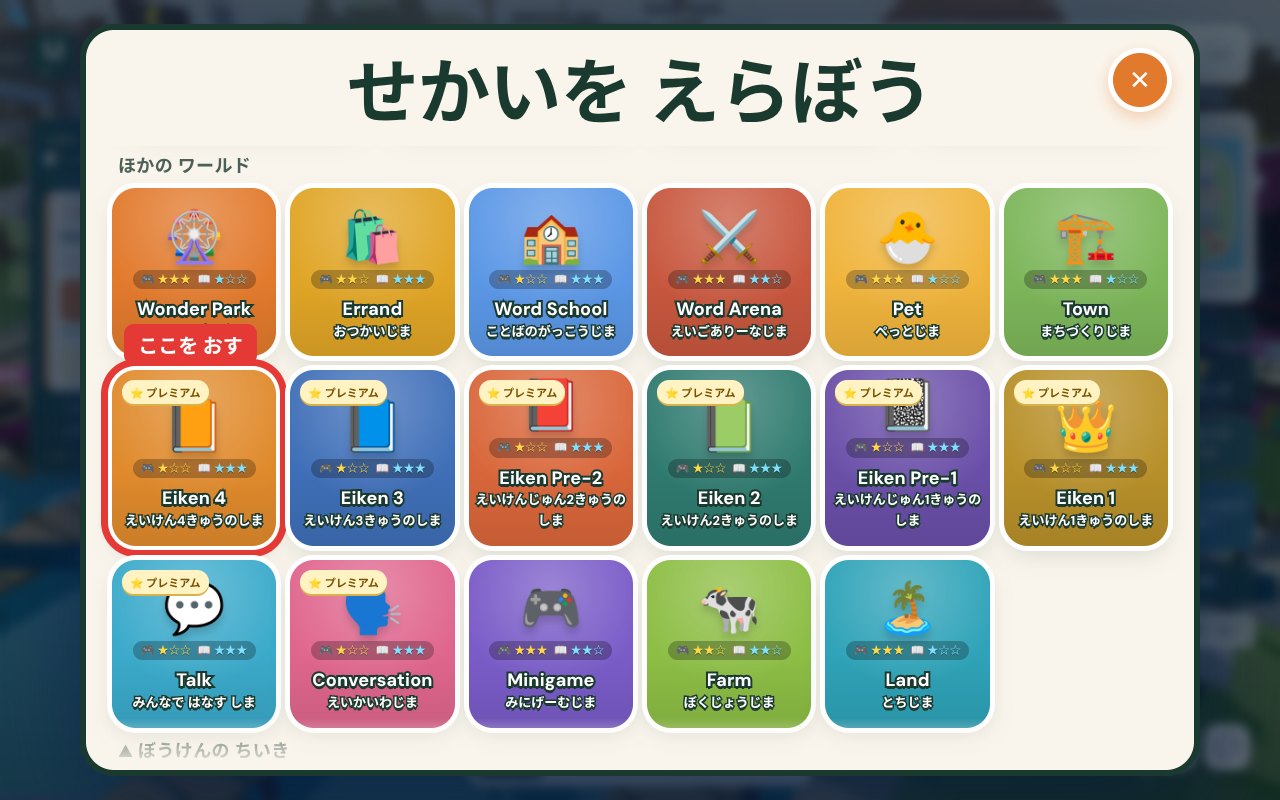 せかいを えらぼう
ほかの ワールド
Wonder Park
Errand
おつかいじま
Word School
ことばのがっこうじま
Word Arena
えいごありーなじま
Pet
ぺっとじま
Town
まちづくりじま
ここを おす
プレミアム
Eiken 4
えいけん4きゅうのしま
プレミアム
Eiken 3
えいけん3きゅうのしま
プレミアム
Eiken Pre-2
えいけんじゅん2きゅうの
しま
プレミアム
Eiken 2
えいけん2きゅうのしま
プレミアム
Eiken Pre-1
えいけんじゅん1きゅうの
しま
プレミアム
Eiken 1
えいけん1きゅうのしま
プレミアム
Talk
みんなで はなす しま
プレミアム
Conversation
えいかいわじま
Minigame
みにげーむじま
Farm
ぼくじょうじま
Land
とちじま
▲ ぼうけんの ちいき